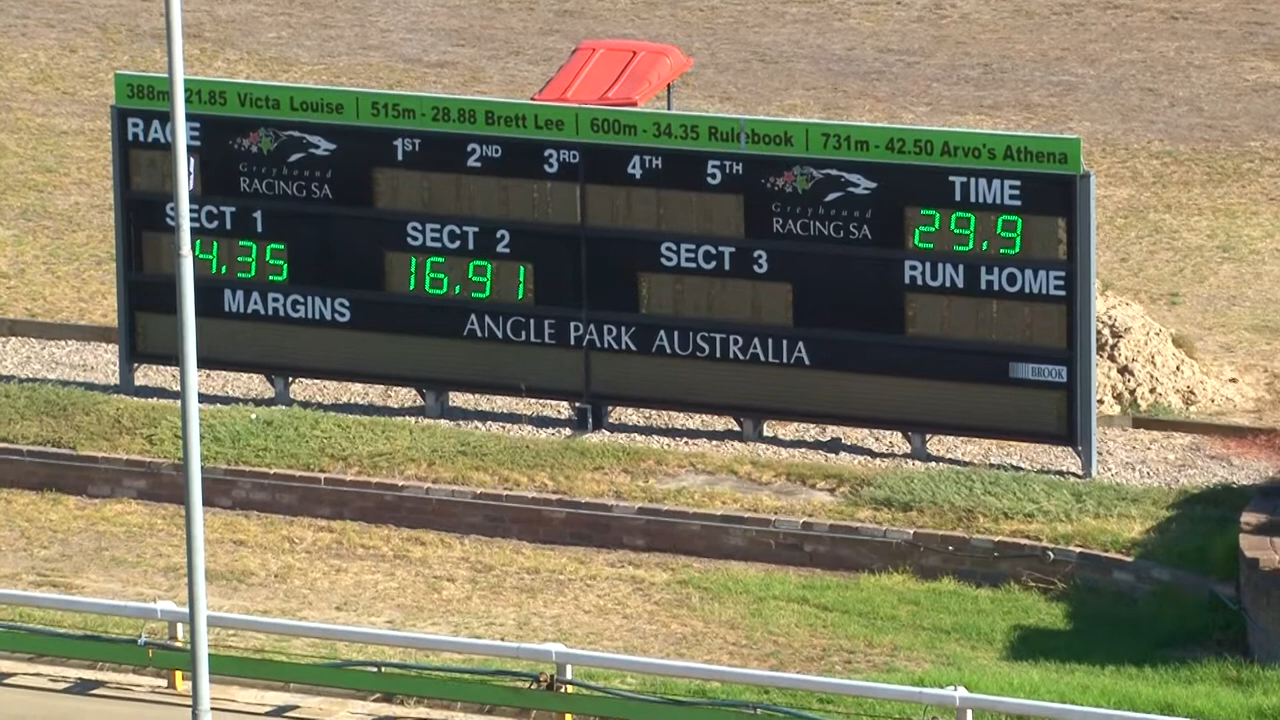 388m 21.85 Victa Louise | 515m - 28.88 Brett Lee | 600m - 34.35 Rulebook | 731m - 42.50 Arvo's Athena
RACE
Greyhound
RACING SA
1ST 2ND 3RD 4TH 5TH
Greyhound
RACING SA
TIME
29.9
SECT 1
4.35
SECT 2
16.91
SECT 3
RUN HOME
MARGINS
ANGLE PARK AUSTRALIA
BROOK